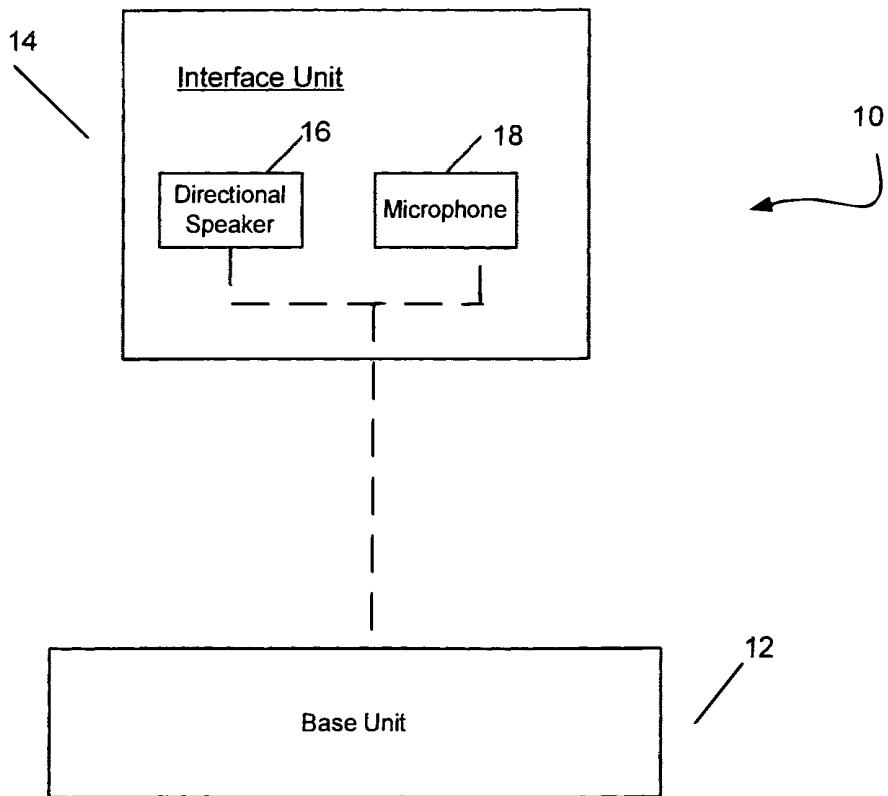 14
Interface Unit
10
16
18
Directional
Speaker
Microphone
12
Base Unit